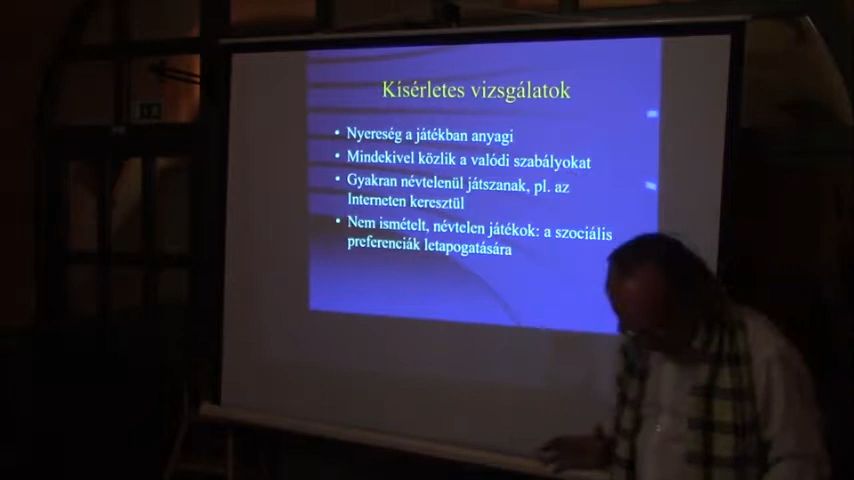 Kísérletes vizsgálatok
• Nyereség a játékban anyagi
• Mindekivel közlik a valódi szabályokat
• Gyakran névtelenül játszanak, pl. az
Interneten keresztül
• Nem ismételt, névtelen játékok: a szociális
preferenciák letapogatására